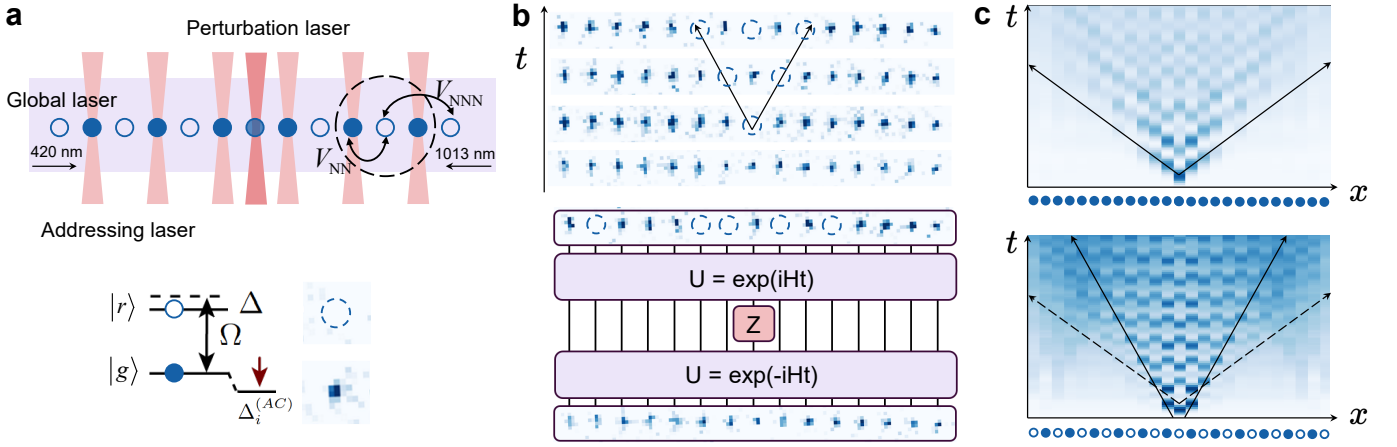 a
Perturbation laser
Global laser
V_NNN
V_NN
420 nm
1013 nm
Addressing laser
|r⟩
Δ
Ω
|g⟩
Δ_i^(AC)
b
t
U = exp(iHt)
Z
U = exp(-iHt)
c
t
x
t
x